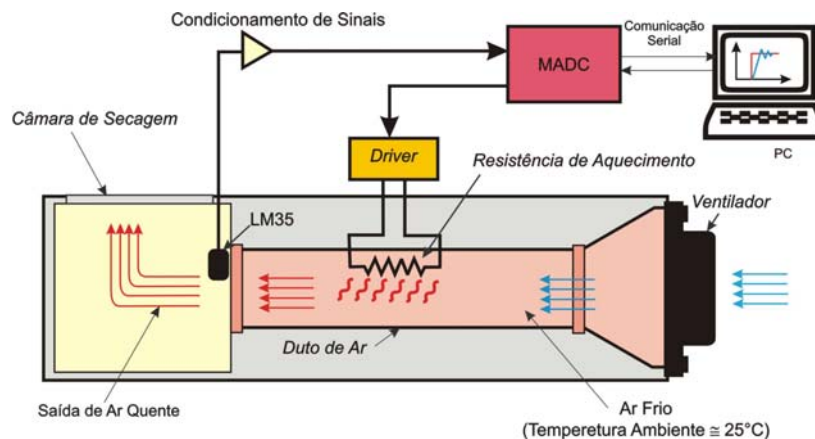 Condicionamento de Sinais
Comunicação
Serial
MADC
PC
Câmara de Secagem
Driver
Resistência de Aquecimento
Ventilador
LM35
Duto de Ar
Saída de Ar Quente
Ar Frio
(Temperetura Ambiente ≅ 25°C)